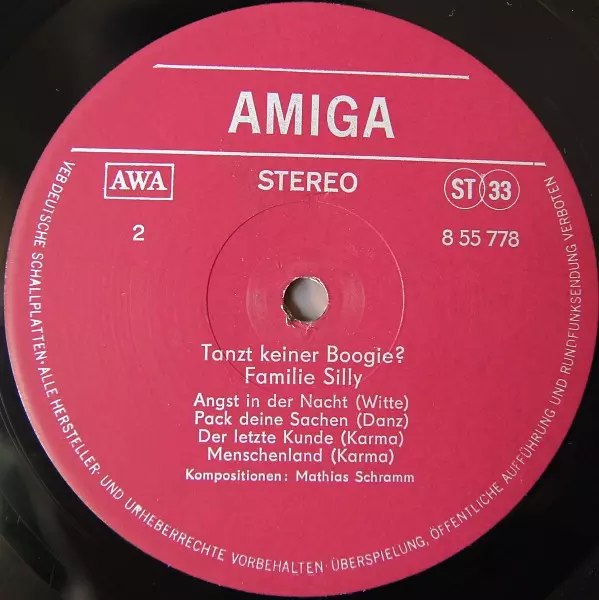 AMIGA
AWA
STEREO
ST 33
2
8 55 778
Tanzt keiner Boogie?
Familie Silly
Angst in der Nacht (Witte)
Pack deine Sachen (Danz)
Der letzte Kunde (Karma)
Menschenland (Karma)
Kompositionen: Mathias Schramm
VEB DEUTSCHE SCHALLPLATTEN · ALLE HERSTELLER- UND URHEBERRECHTE VORBEHALTEN · ÜBERSPIELUNG, ÖFFENTLICHE AUFFÜHRUNG UND RUNDFUNKSENDUNG VERBOTEN